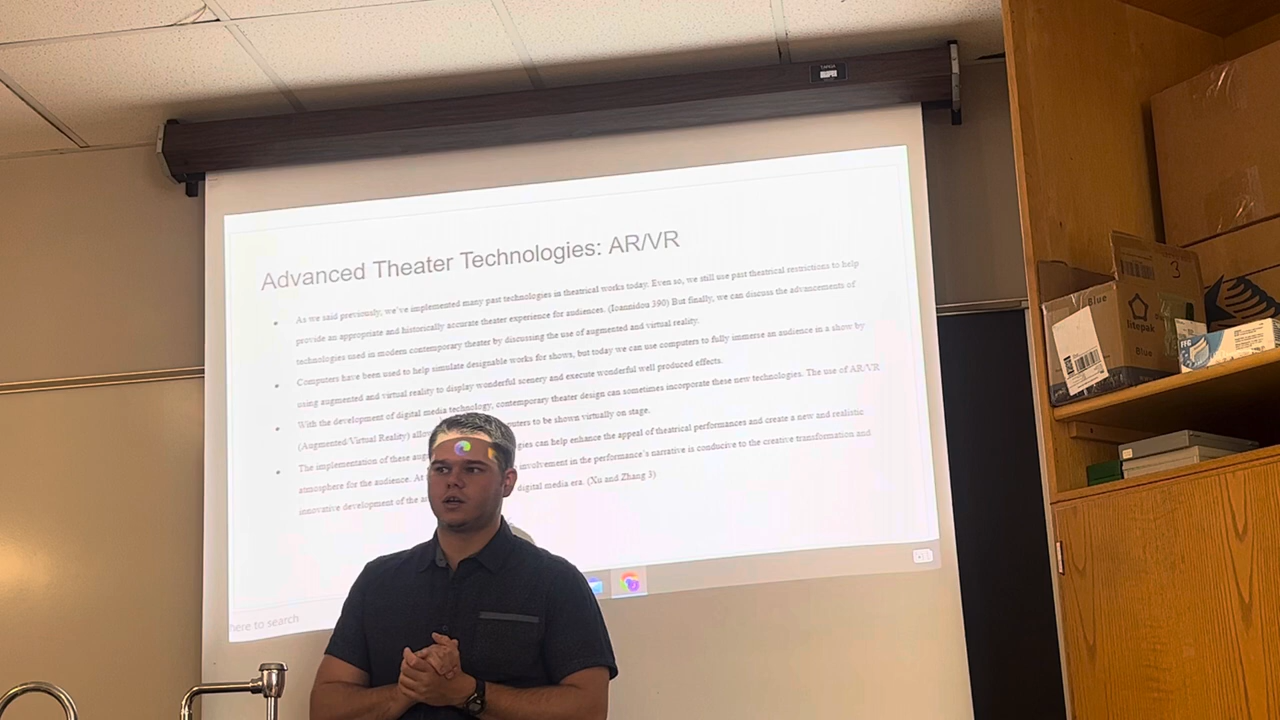 Advanced Theater Technologies: AR/VR
As we said previously, we've implemented many past technologies in theatrical works today. Even so, we still use past theatrical restrictions to help
provide an appropriate and historically accurate theater experience for audiences. (Ioannidou 390) But finally, we can discuss the advancements of
technologies used in modern contemporary theater by discussing the use of augmented and virtual reality.
Computers have been used to help simulate designable works for shows, but today we can use computers to fully immerse an audience in a show by
using augmented and virtual reality to display wonderful scenery and execute wonderful well produced effects.
With the development of digital media technology, contemporary theater design can sometimes incorporate these new technologies. The use of AR/VR
(Augmented/Virtual Reality) to be shown virtually on stage.
The implementation of these can help enhance the appeal of theatrical performances and create a new and realistic
atmosphere for the audience. involvement in the performance's narrative is conducive to the creative transformation and
innovative development of the digital media era. (Xu and Zhang 3)
here to search
3
Blue
litepak
Blue